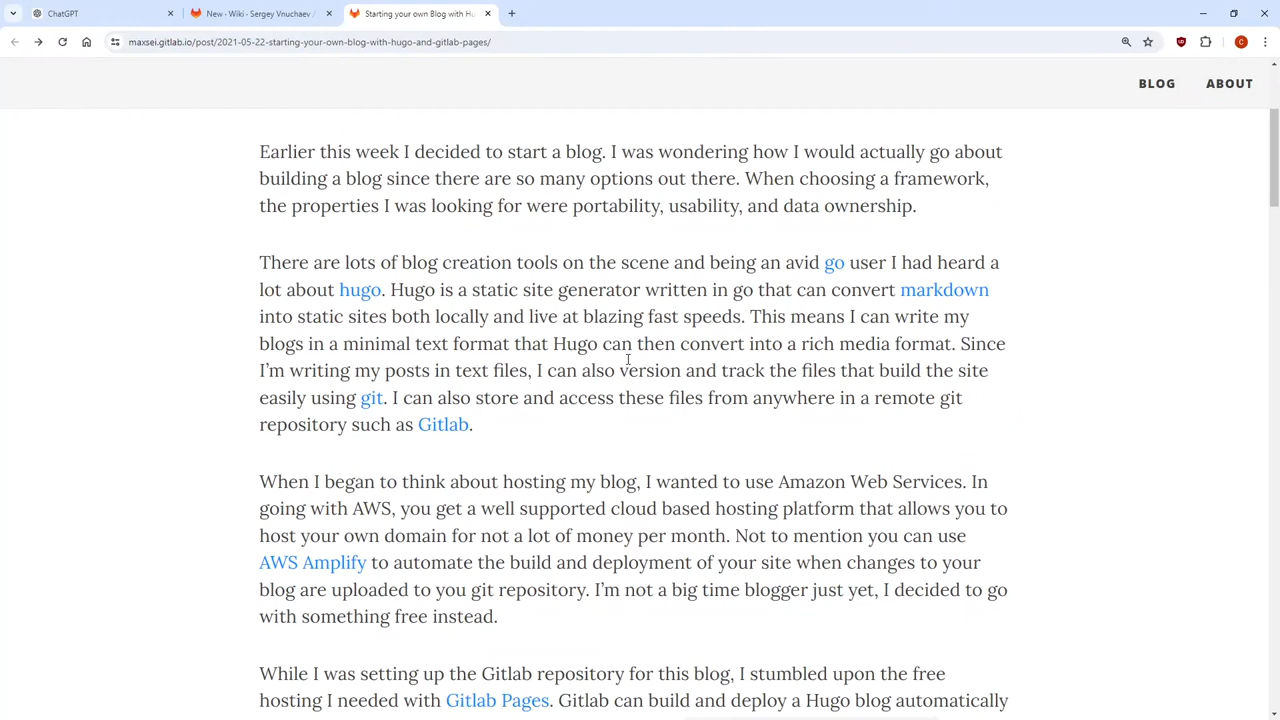 ChatGPT
New · Wiki · Sergey Vnuchaev /
Starting your own Blog with Hu
maxsei.gitlab.io/post/2021-05-22-starting-your-own-blog-with-hugo-and-gitlab-pages/
C
BLOG ABOUT
Earlier this week I decided to start a blog. I was wondering how I would actually go about
building a blog since there are so many options out there. When choosing a framework,
the properties I was looking for were portability, usability, and data ownership.
There are lots of blog creation tools on the scene and being an avid go user I had heard a
lot about hugo. Hugo is a static site generator written in go that can convert markdown
into static sites both locally and live at blazing fast speeds. This means I can write my
blogs in a minimal text format that Hugo can then convert into a rich media format. Since
I’m writing my posts in text files, I can also version and track the files that build the site
easily using git. I can also store and access these files from anywhere in a remote git
repository such as Gitlab.
When I began to think about hosting my blog, I wanted to use Amazon Web Services. In
going with AWS, you get a well supported cloud based hosting platform that allows you to
host your own domain for not a lot of money per month. Not to mention you can use
AWS Amplify to automate the build and deployment of your site when changes to your
blog are uploaded to you git repository. I’m not a big time blogger just yet, I decided to go
with something free instead.
While I was setting up the Gitlab repository for this blog, I stumbled upon the free
hosting I needed with Gitlab Pages. Gitlab can build and deploy a Hugo blog automatically